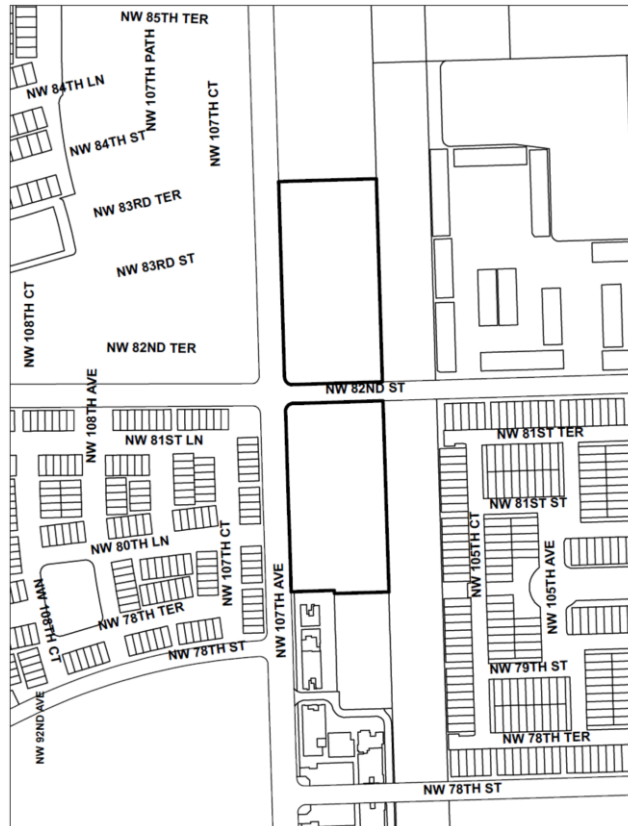 NW 85TH TER
NW 107TH PATH
NW 84TH LN
NW 107TH CT
NW 84TH ST
NW 83RD TER
NW 83RD ST
NW 108TH CT
NW 82ND TER
NW 82ND ST
NW 108TH AVE
NW 81ST LN
NW 81ST TER
NW 81ST ST
NW 80TH LN
NW 107TH CT
NW 105TH CT
NW 105TH AVE
NW 107TH AVE
NW 108TH CT
NW 78TH TER
NW 78TH ST
NW 79TH ST
NW 92ND AVE
NW 78TH TER
NW 78TH ST